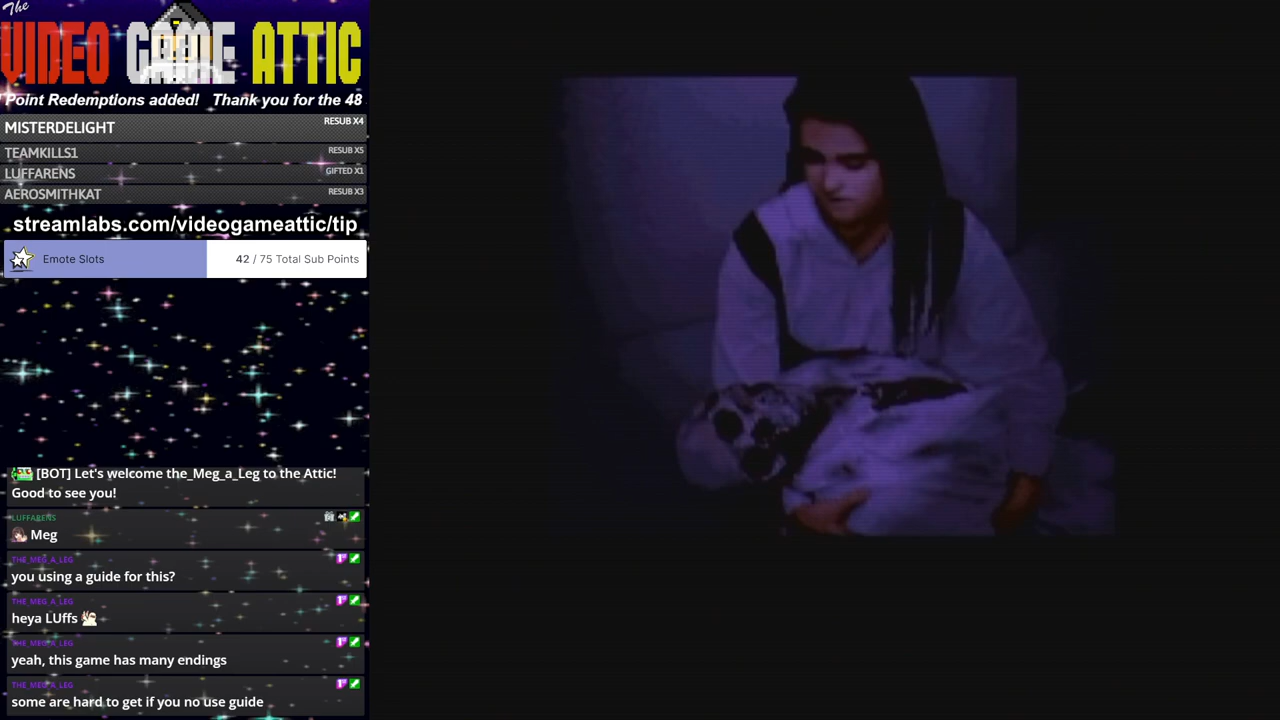 The
VIDEO GAME ATTIC
Point Redemptions added! Thank you for the 48
MISTERDELIGHT RESUB X4
TEAMKILLS1 RESUB X5
LUFFARENS GIFTED X1
AEROSMITHKAT RESUB X3
streamlabs.com/videogameattic/tip
Emote Slots 42 / 75 Total Sub Points
[BOT] Let's welcome the_Meg_a_Leg to the Attic!
Good to see you!
LUFFARENS
Meg
THE_MEG_A_LEG
you using a guide for this?
THE_MEG_A_LEG
heya LUffs
THE_MEG_A_LEG
yeah, this game has many endings
THE_MEG_A_LEG
some are hard to get if you no use guide